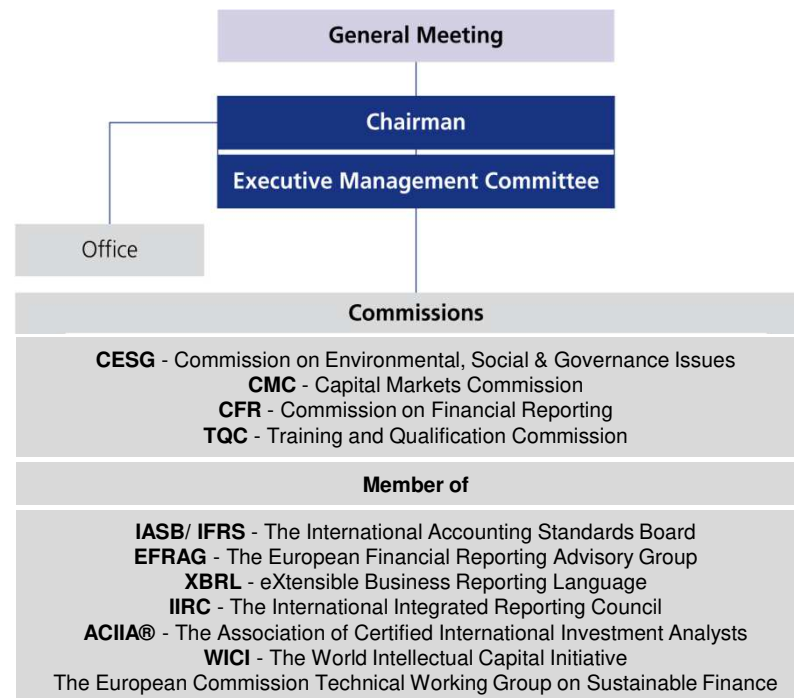 General Meeting
Chairman
Executive Management Committee
Office
Commissions
CESG - Commission on Environmental, Social & Governance Issues
CMC - Capital Markets Commission
CFR - Commission on Financial Reporting
TQC - Training and Qualification Commission
Member of
IASB/ IFRS - The International Accounting Standards Board
EFRAG - The European Financial Reporting Advisory Group
XBRL - eXtensible Business Reporting Language
IIRC - The International Integrated Reporting Council
ACIIA® - The Association of Certified International Investment Analysts
WICI - The World Intellectual Capital Initiative
The European Commission Technical Working Group on Sustainable Finance